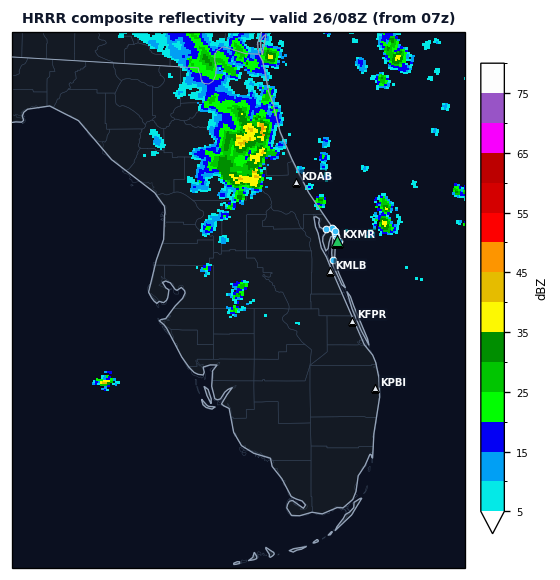 HRRR composite reflectivity — valid 26/08Z (from 07z)
KDAB
KXMR
KMLB
KFPR
KPBI
75
65
55
45
35
25
15
5
dBZ